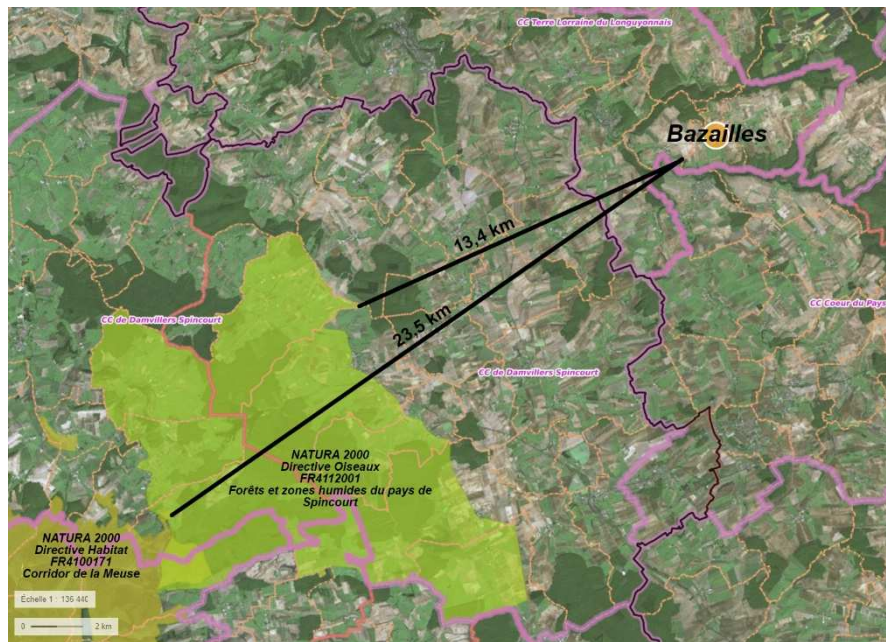 CC Terre Lorraine du Longuyonnais
Bazailles
13,4 km
23,5 km
CC Coeur du Pays
CC de Damvillers Spincourt
CC de Damvillers Spincourt
NATURA 2000
Directive Oiseaux
FR4112001
Forêts et zones humides du pays de
Spincourt
NATURA 2000
Directive Habitat
FR4100171
Corridor de la Meuse
Échelle 1 : 136 440
0 2 km